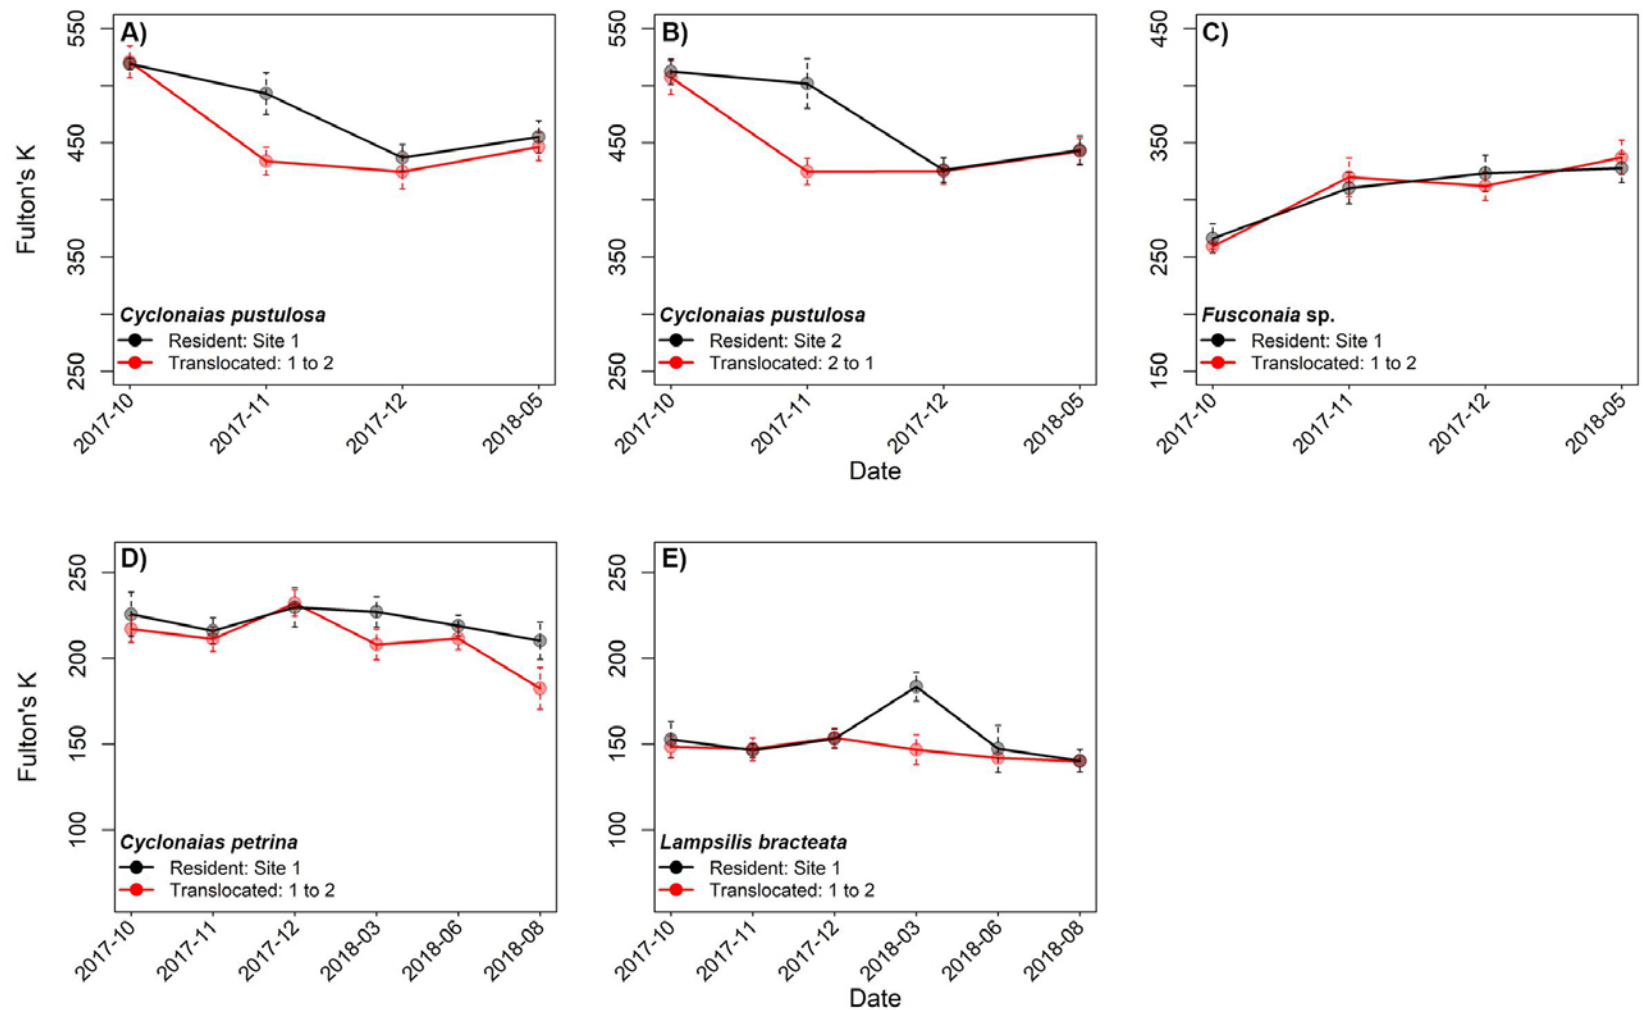 A)
550
450
350
250
Fulton's K
Cyclonaias pustulosa
Resident: Site 1
Translocated: 1 to 2
2017-10
2017-11
2017-12
2018-05
B)
550
450
350
250
Cyclonaias pustulosa
Resident: Site 2
Translocated: 2 to 1
2017-10
2017-11
2017-12
2018-05
Date
C)
450
350
250
150
Fusconaia sp.
Resident: Site 1
Translocated: 1 to 2
2017-10
2017-11
2017-12
2018-05
D)
250
200
150
100
Fulton's K
Cyclonaias petrina
Resident: Site 1
Translocated: 1 to 2
2017-10
2017-11
2017-12
2018-03
2018-06
2018-08
E)
250
200
150
100
Lampsilis bracteata
Resident: Site 1
Translocated: 1 to 2
2017-10
2017-11
2017-12
2018-03
2018-06
2018-08
Date